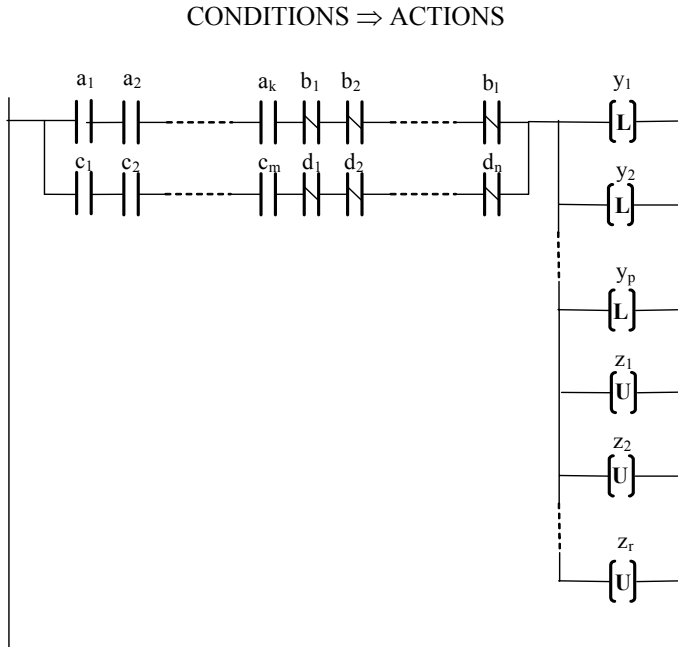 CONDITIONS ⇒ ACTIONS
a₁ a₂ aₖ b₁ b₂ bₗ y₁
L
c₁ c₂ cₘ d₁ d₂ dₙ
y₂
L
yₚ
L
z₁
U
z₂
U
zᵣ
U